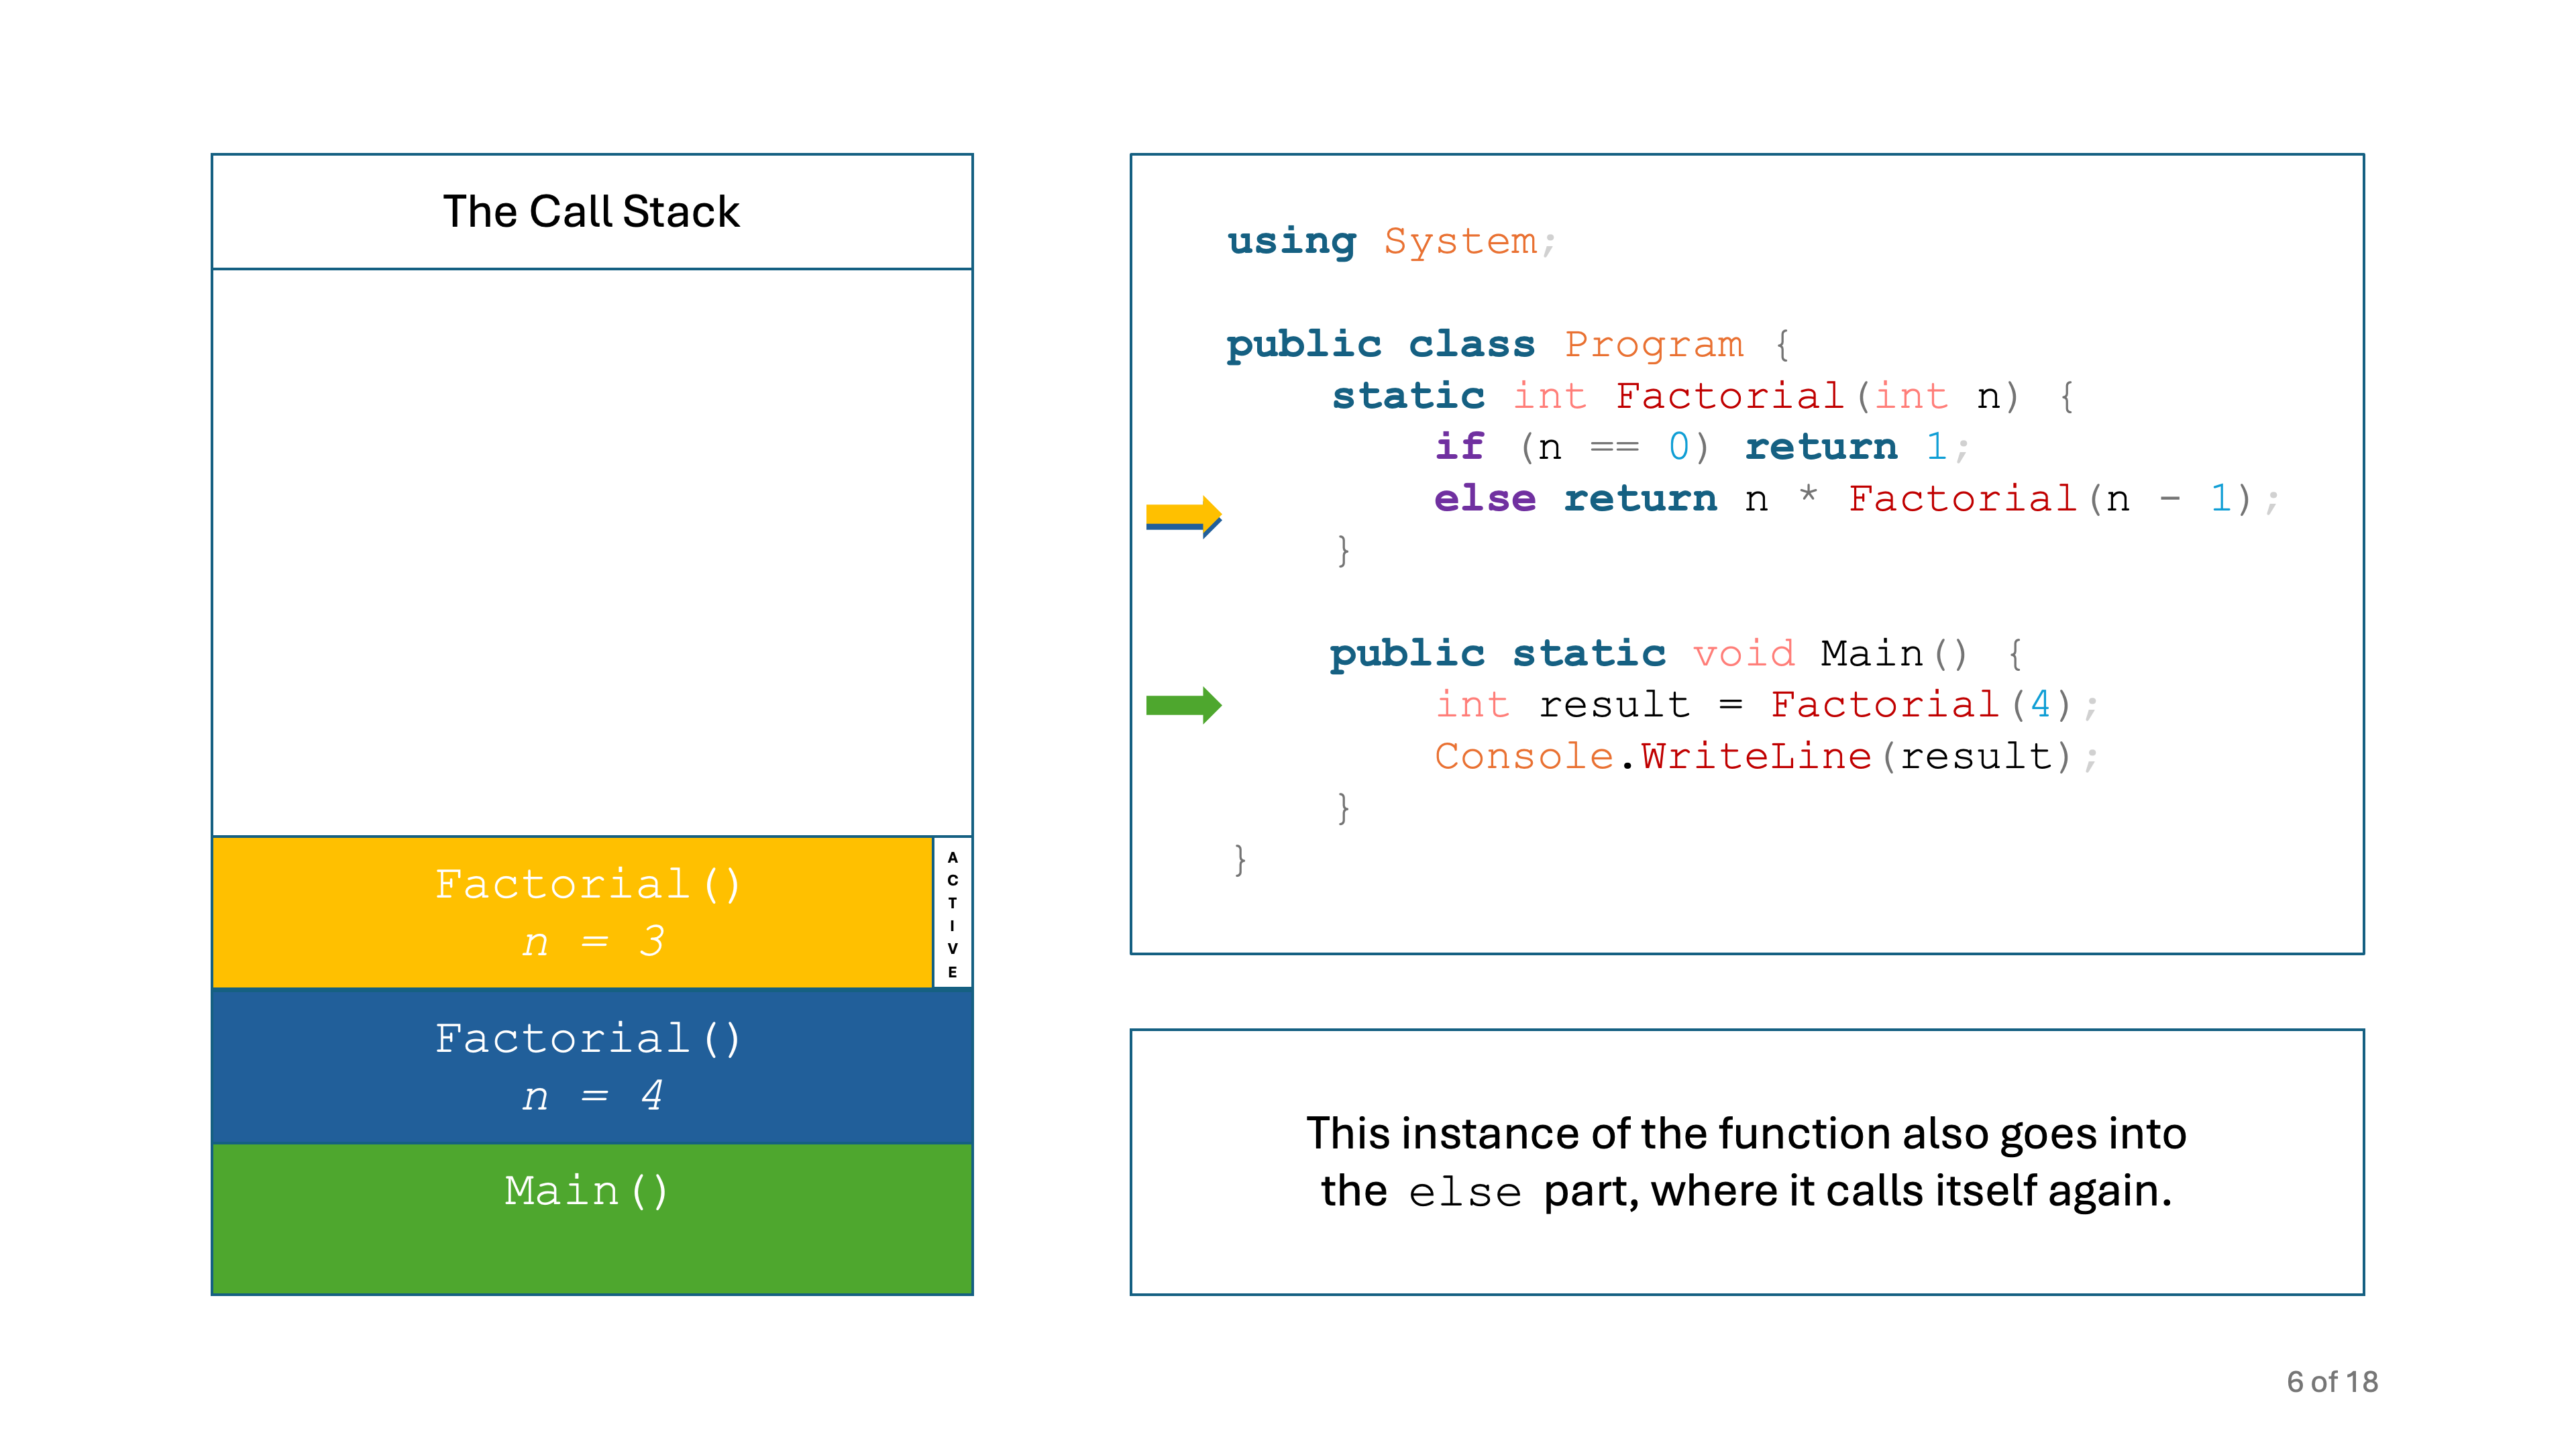 The Call Stack
Factorial()
n = 3
ACTIVE
Factorial()
n = 4
Main()
using System;
public class Program {
static int Factorial(int n) {
if (n == 0) return 1;
else return n * Factorial(n - 1);
}
public static void Main() {
int result = Factorial(4);
Console.WriteLine(result);
}
}
This instance of the function also goes into
the else part, where it calls itself again.
6 of 18